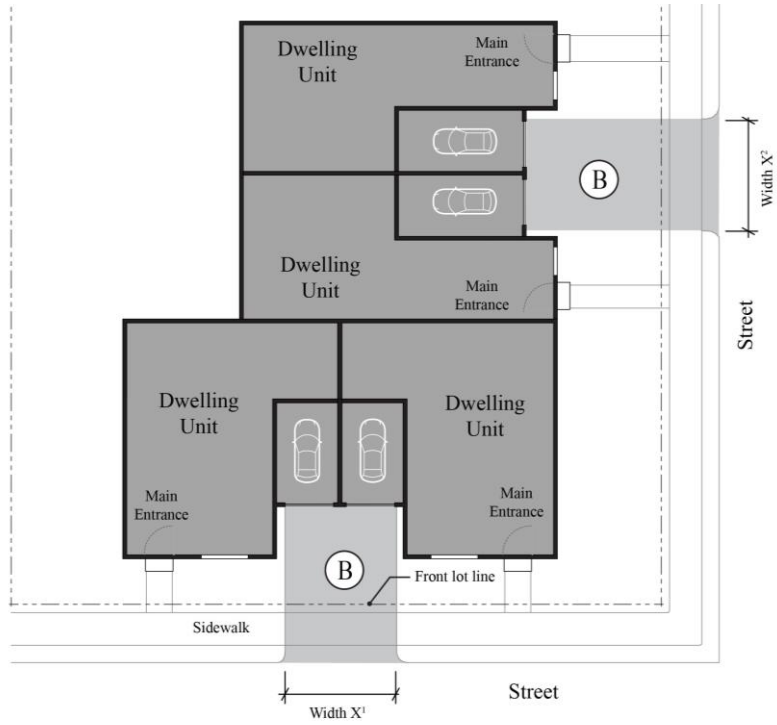 Dwelling
Unit
Main
Entrance
B
Width X²
Dwelling
Unit
Main
Entrance
Street
Dwelling
Unit
Dwelling
Unit
Main
Entrance
Main
Entrance
B
Front lot line
Sidewalk
Street
Width X¹